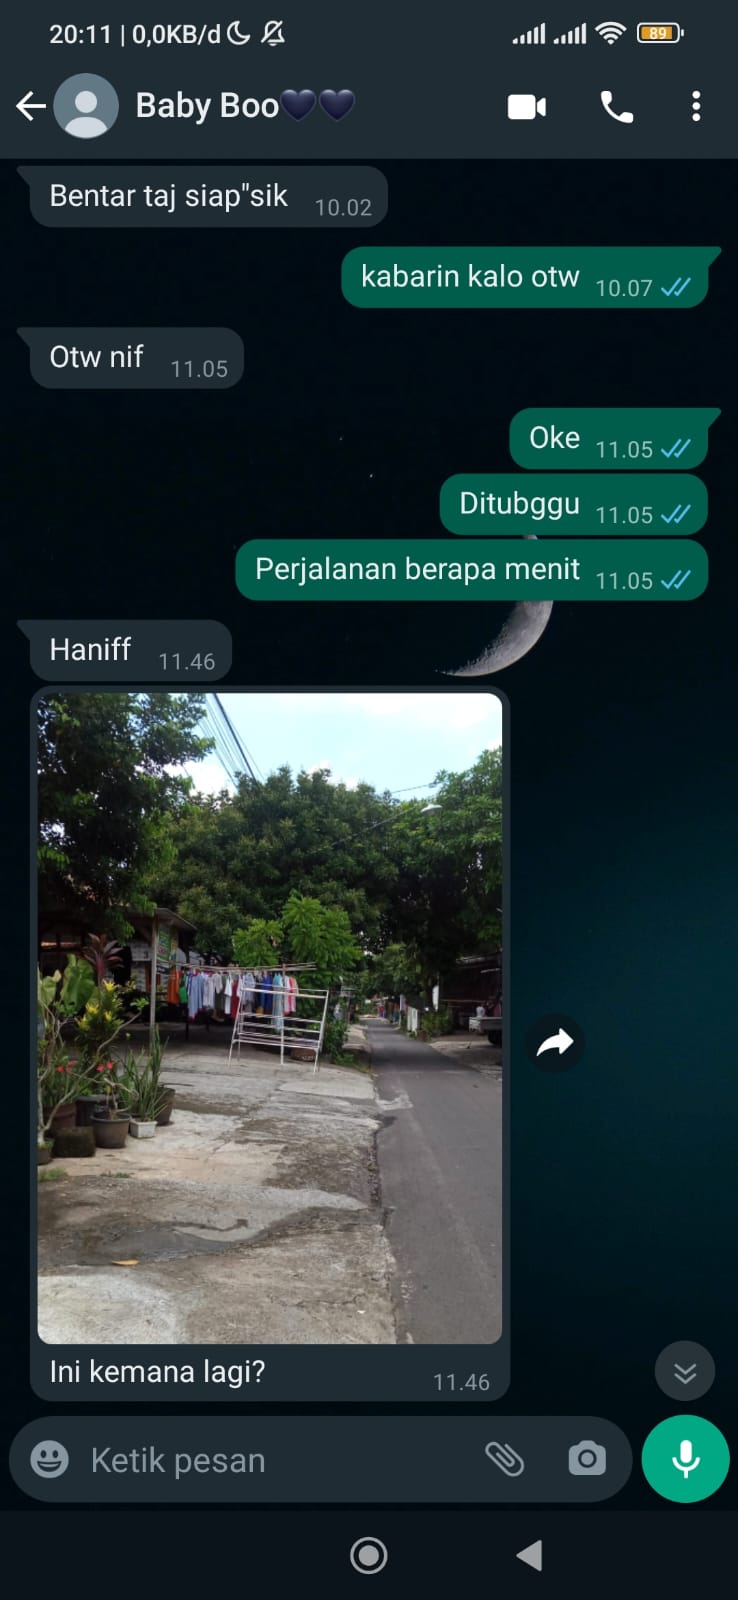 20:11 | 0,0KB/d
89
Baby Boo🖤🖤
Bentar taj siap"sik 10.02
kabarin kalo otw 10.07
Otw nif 11.05
Oke 11.05
Ditubggu 11.05
Perjalanan berapa menit 11.05
Haniff 11.46
Ini kemana lagi? 11.46
Ketik pesan